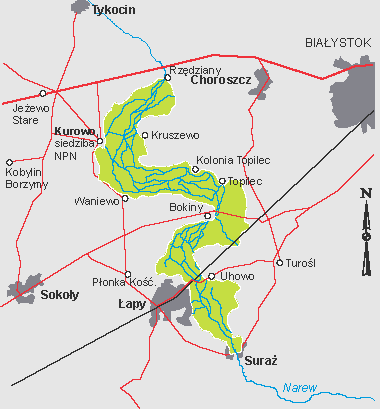 Tykocin
BIAŁYSTOK
Rzędziany
Choroszcz
Jeżewo
Stare
Kurowo
siedziba
NPN
Kruszewo
Kobylin
Borzymy
Kolonia Topilec
Topilec
Waniewo
Bokiny
N
Turośl
Płonka Kość.
Uhowo
Sokoły
Łapy
Suraż
Narew